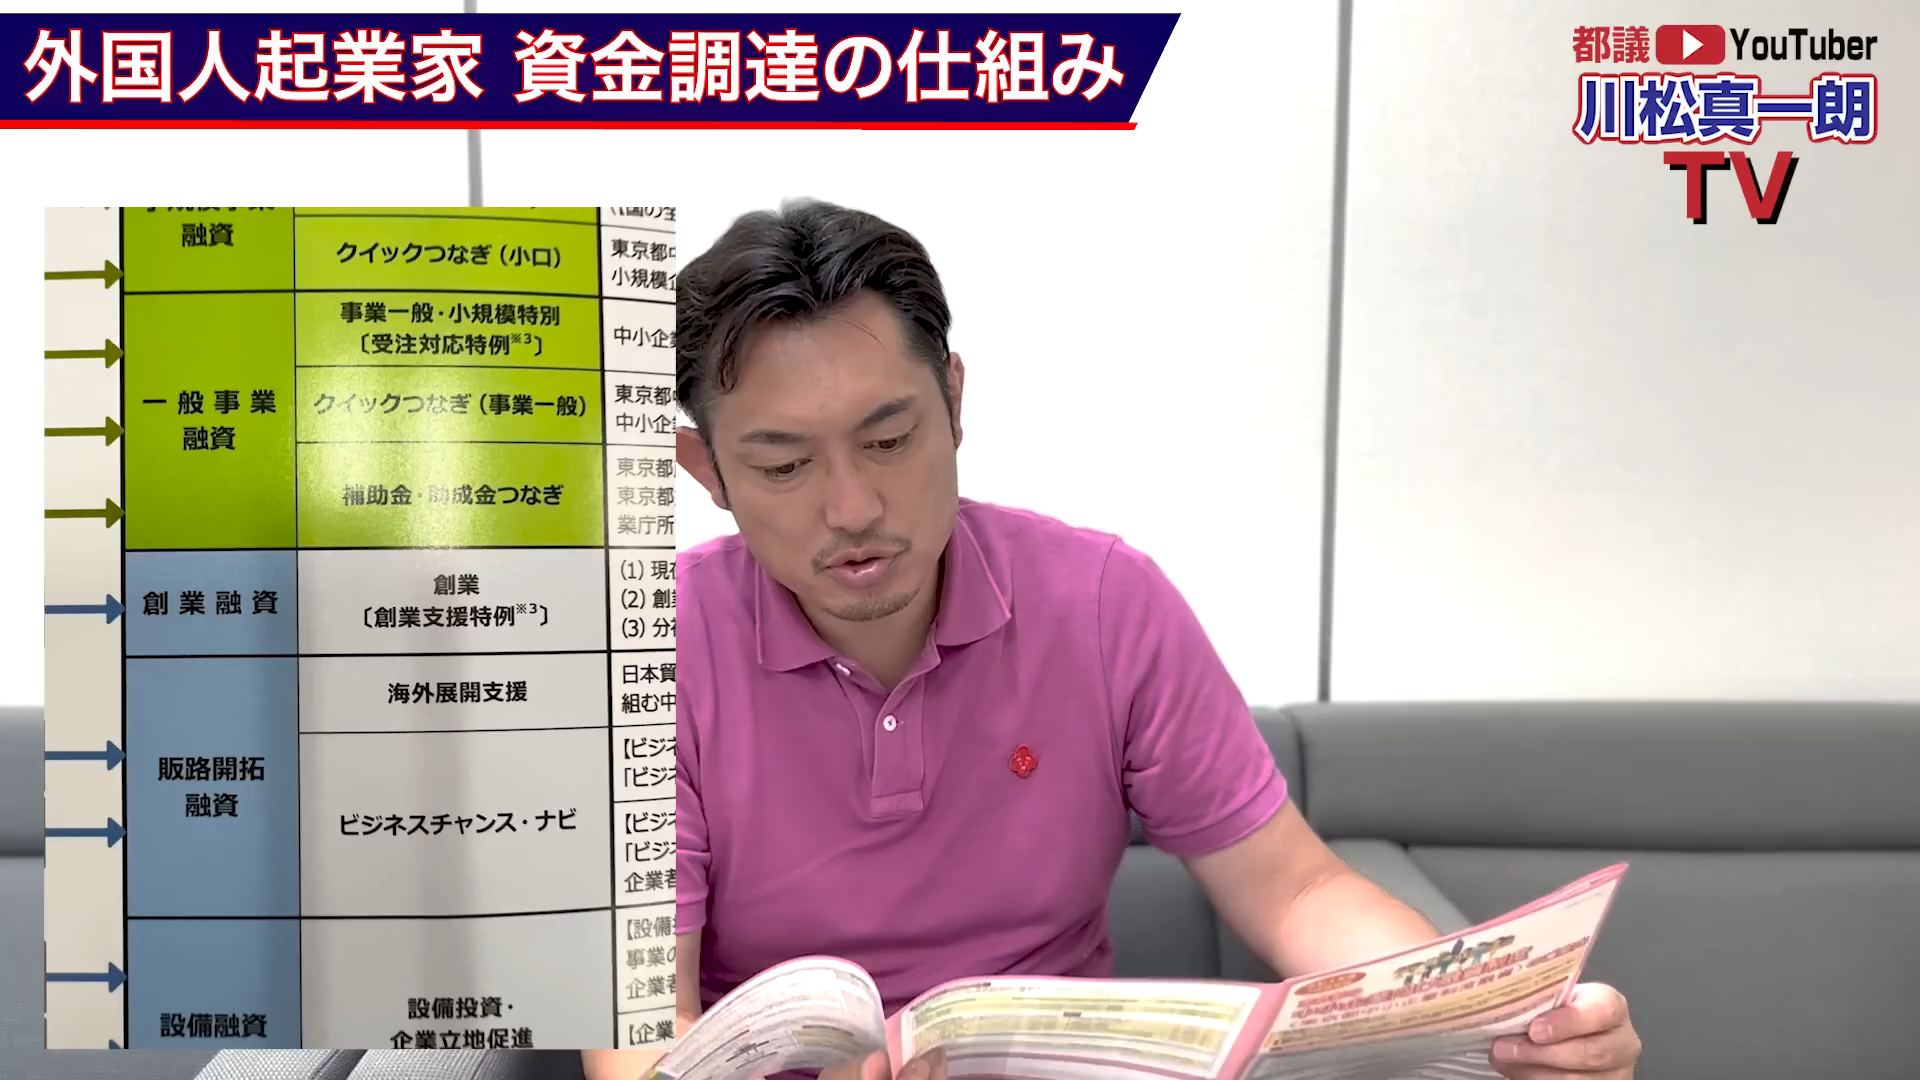 外国人起業家 資金調達の仕組み
都議 YouTuber
川松真一朗
TV
融資
クイックつなぎ（小口）
東京都中
小規模企
事業一般・小規模特別
〔受注対応特例※3〕
中小企業
一般事業
融資
クイックつなぎ（事業一般）
東京都中
中小企業
補助金・助成金つなぎ
東京都
東京都
業庁所
創業融資
創業
〔創業支援特例※3〕
(1) 現在
(2) 創業
(3) 分社
海外展開支援
日本貿
組む中
販路開拓
融資
ビジネスチャンス・ナビ
【ビジネ
「ビジネ
【ビジネ
「ビジネ
企業者
設備融資
設備投資・
企業立地促進
【設備投
事業の
企業者
【企業